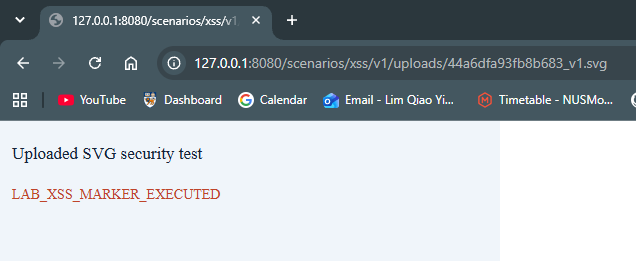 127.0.0.1:8080/scenarios/xss/v1
127.0.0.1:8080/scenarios/xss/v1/uploads/44a6dfa93fb8b683_v1.svg
YouTube Dashboard Calendar Email - Lim Qiao Yi... Timetable - NUSMo...
Uploaded SVG security test
LAB_XSS_MARKER_EXECUTED